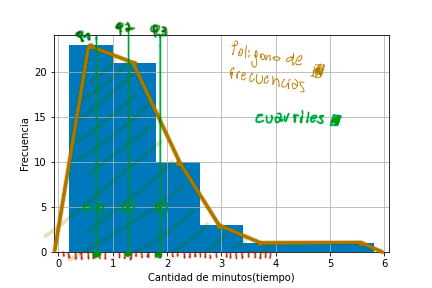 q1 q2 q3
Polígono de
frecuencias
cuartiles
Frecuencia
20
15
10
5
0
0 1 2 3 4 5 6
Cantidad de minutos(tiempo)